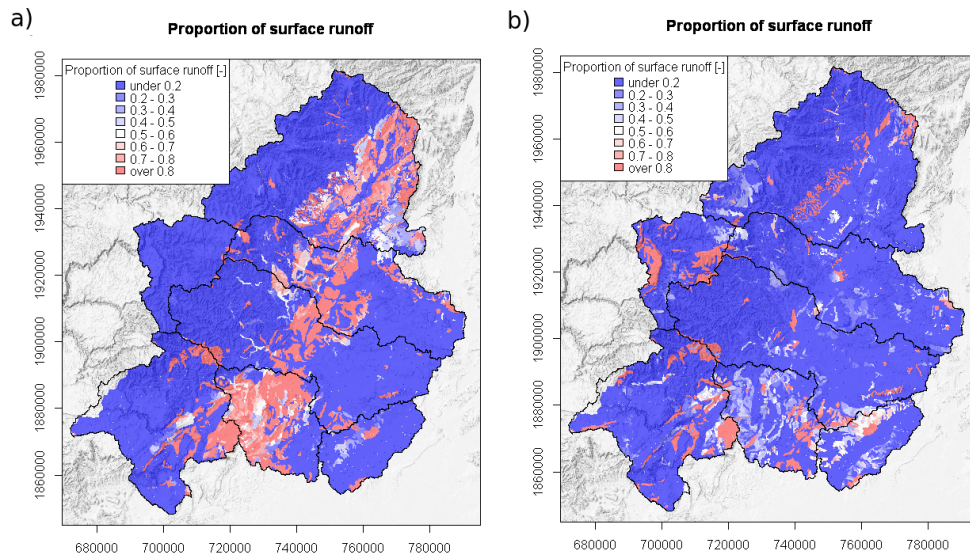 a)
Proportion of surface runoff
Proportion of surface runoff [-]
under 0.2
0.2 - 0.3
0.3 - 0.4
0.4 - 0.5
0.5 - 0.6
0.6 - 0.7
0.7 - 0.8
over 0.8
1980000
1960000
1940000
1920000
1900000
1880000
1860000
680000 700000 720000 740000 760000 780000
b)
Proportion of surface runoff
Proportion of surface runoff [-]
under 0.2
0.2 - 0.3
0.3 - 0.4
0.4 - 0.5
0.5 - 0.6
0.6 - 0.7
0.7 - 0.8
over 0.8
1980000
1960000
1940000
1920000
1900000
1880000
1860000
680000 700000 720000 740000 760000 780000